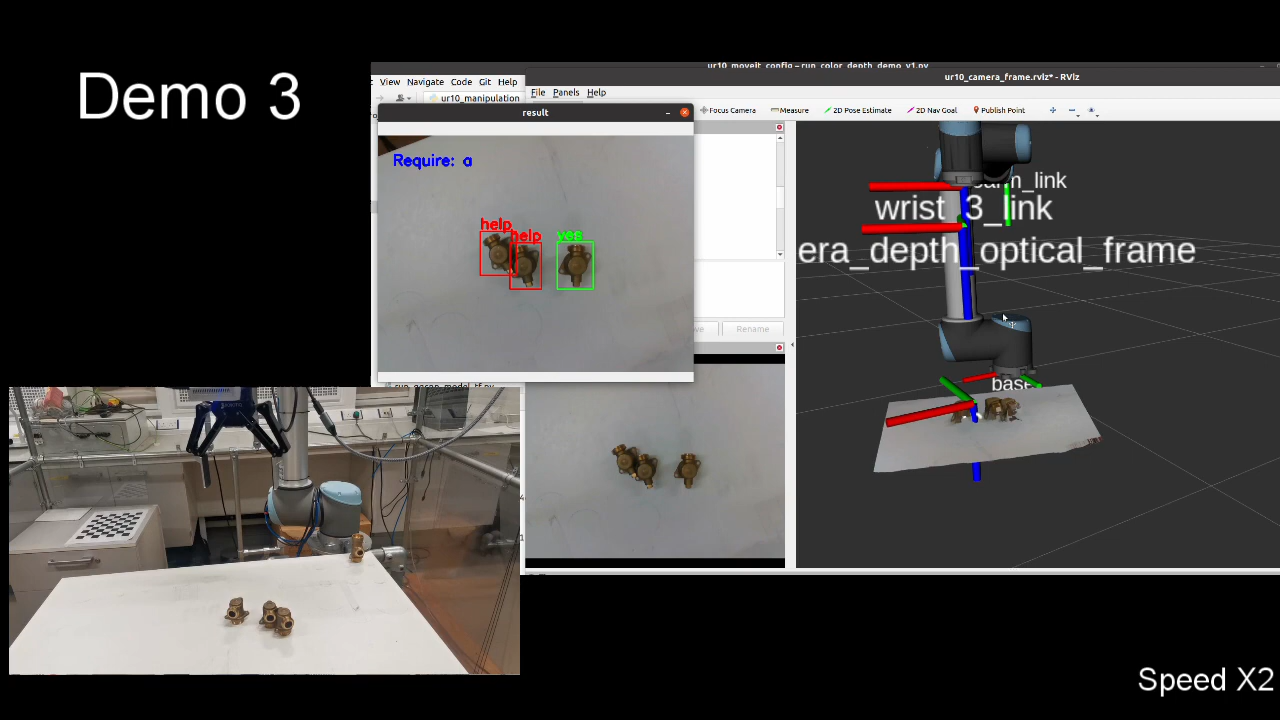 Demo 3
ur10_moveit_config – run_color_depth_demo_v1.py
View Navigate Code Git Help
ur10_camera_frame.rviz* - RViz
ur10_manipulation
File Panels Help
result
Focus Camera Measure 2D Pose Estimate 2D Nav Goal Publish Point
Require: a
help
help
yes
wrist_3_link
era_depth_optical_frame
Rename
base
Speed X2